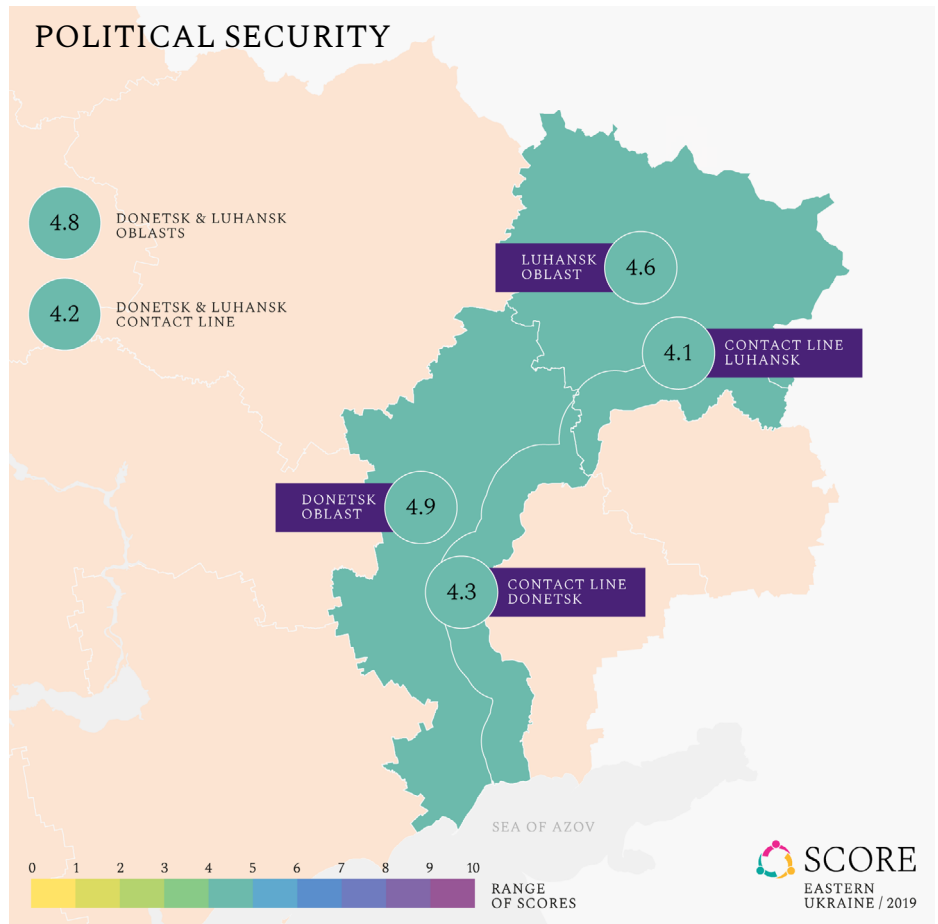 POLITICAL SECURITY
4.8
DONETSK & LUHANSK
OBLASTS
4.2
DONETSK & LUHANSK
CONTACT LINE
LUHANSK
OBLAST
4.6
4.1
CONTACT LINE
LUHANSK
DONETSK
OBLAST
4.9
4.3
CONTACT LINE
DONETSK
SEA OF AZOV
0 1 2 3 4 5 6 7 8 9 10
RANGE
OF SCORES
SCORE
EASTERN
UKRAINE / 2019